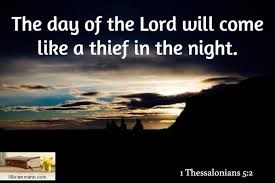 The day of the Lord will come
like a thief in the night.
1 Thessalonians 5:2